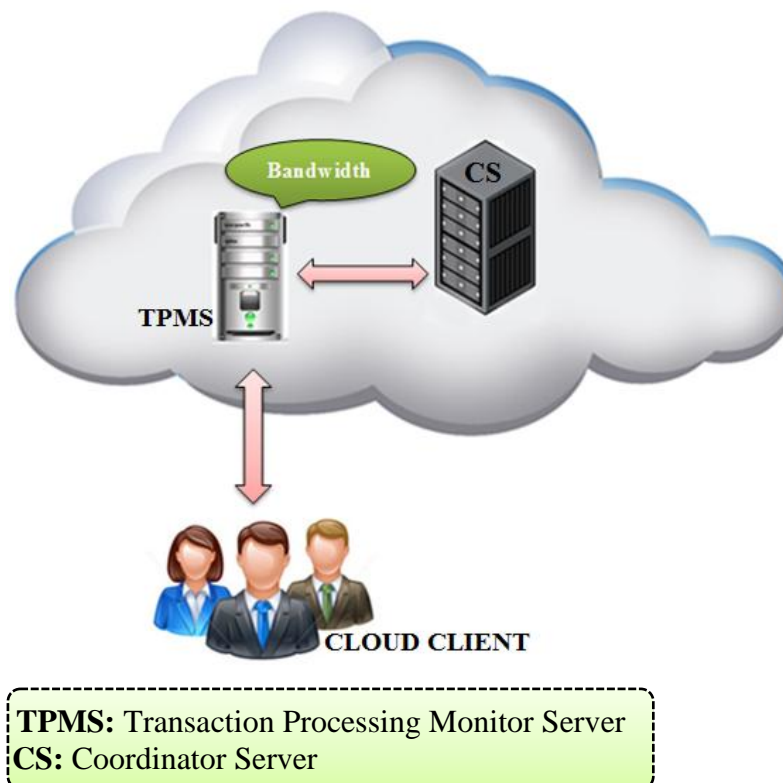 Bandwidth
CS
TPMS
CLOUD CLIENT
TPMS: Transaction Processing Monitor Server
CS: Coordinator Server